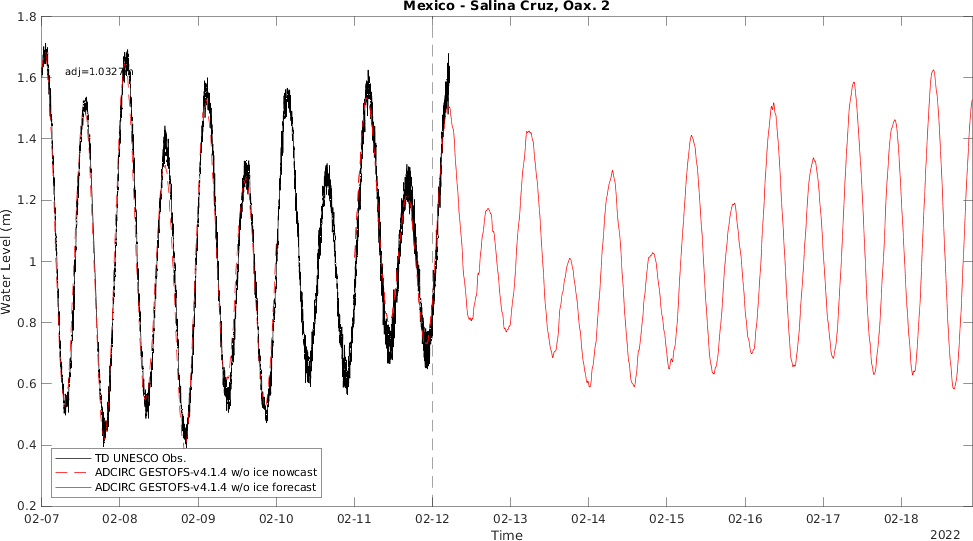 Mexico - Salina Cruz, Oax. 2
1.8
1.6
1.4
1.2
1
0.8
0.6
0.4
0.2
Water Level (m)
adj=1.0327m
TD UNESCO Obs.
ADCIRC GESTOFS-v4.1.4 w/o ice nowcast
ADCIRC GESTOFS-v4.1.4 w/o ice forecast
02-07 02-08 02-09 02-10 02-11 02-12 02-13 02-14 02-15 02-16 02-17 02-18
Time
2022